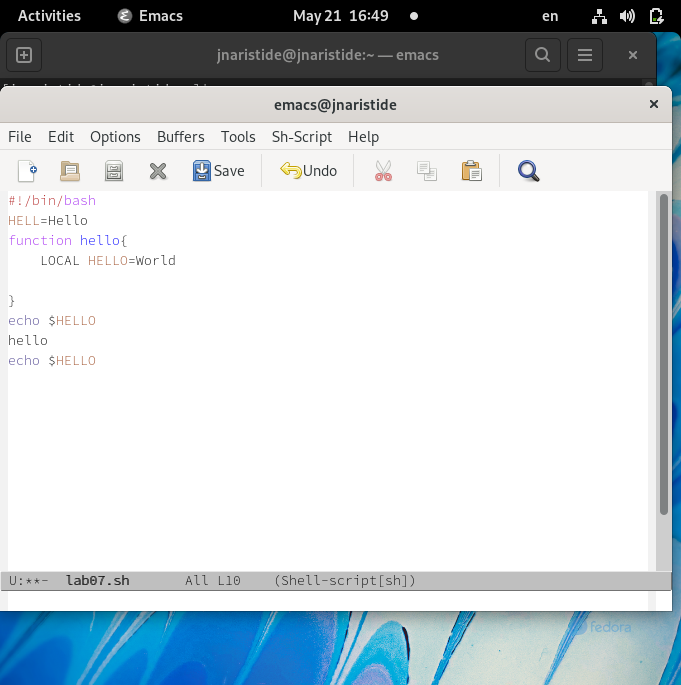 Activities Emacs May 21 16:49 en
jnaristide@jnaristide:~ — emacs
emacs@jnaristide
File Edit Options Buffers Tools Sh-Script Help
Save Undo
#!/bin/bash
HELL=Hello
function hello{
    LOCAL HELLO=World
}
echo $HELLO
hello
echo $HELLO
U:**- lab07.sh All L10 (Shell-script[sh])
fedora